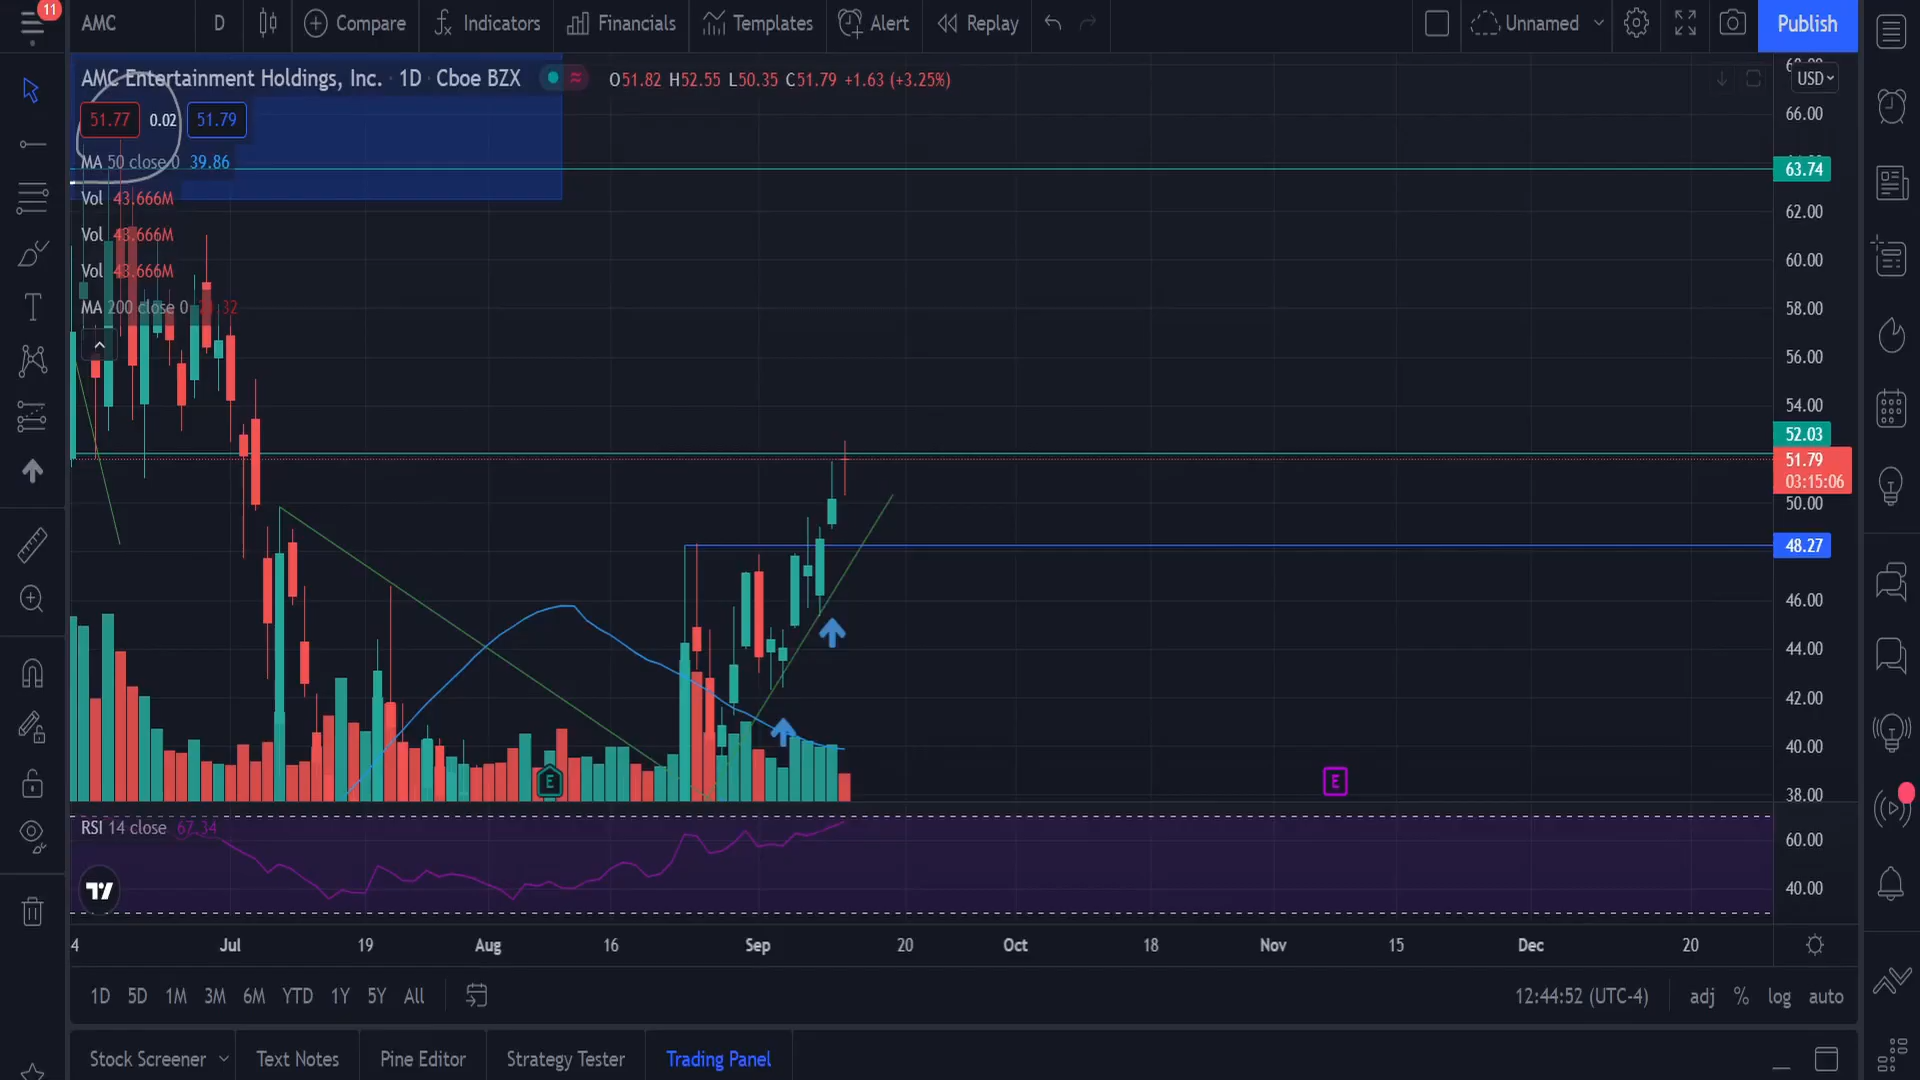 11
AMC D Compare Indicators Financials Templates Alert Replay Unnamed Publish
AMC Entertainment Holdings, Inc. · 1D · Cboe BZX O51.82 H52.55 L50.35 C51.79 +1.63 (+3.25%)
USD
51.77 0.02 51.79
MA 50 close 0 39.86
Vol 43.666M
Vol 43.666M
Vol 43.666M
MA 200 close 0
66.00
63.74
62.00
60.00
58.00
56.00
54.00
52.03
51.79
03:15:06
50.00
48.27
46.00
44.00
42.00
40.00
38.00
E E
RSI 14 close 67.34
60.00
40.00
4 Jul 19 Aug 16 Sep 20 Oct 18 Nov 15 Dec 20
1D 5D 1M 3M 6M YTD 1Y 5Y All 12:44:52 (UTC-4) adj % log auto
Stock Screener Text Notes Pine Editor Strategy Tester Trading Panel